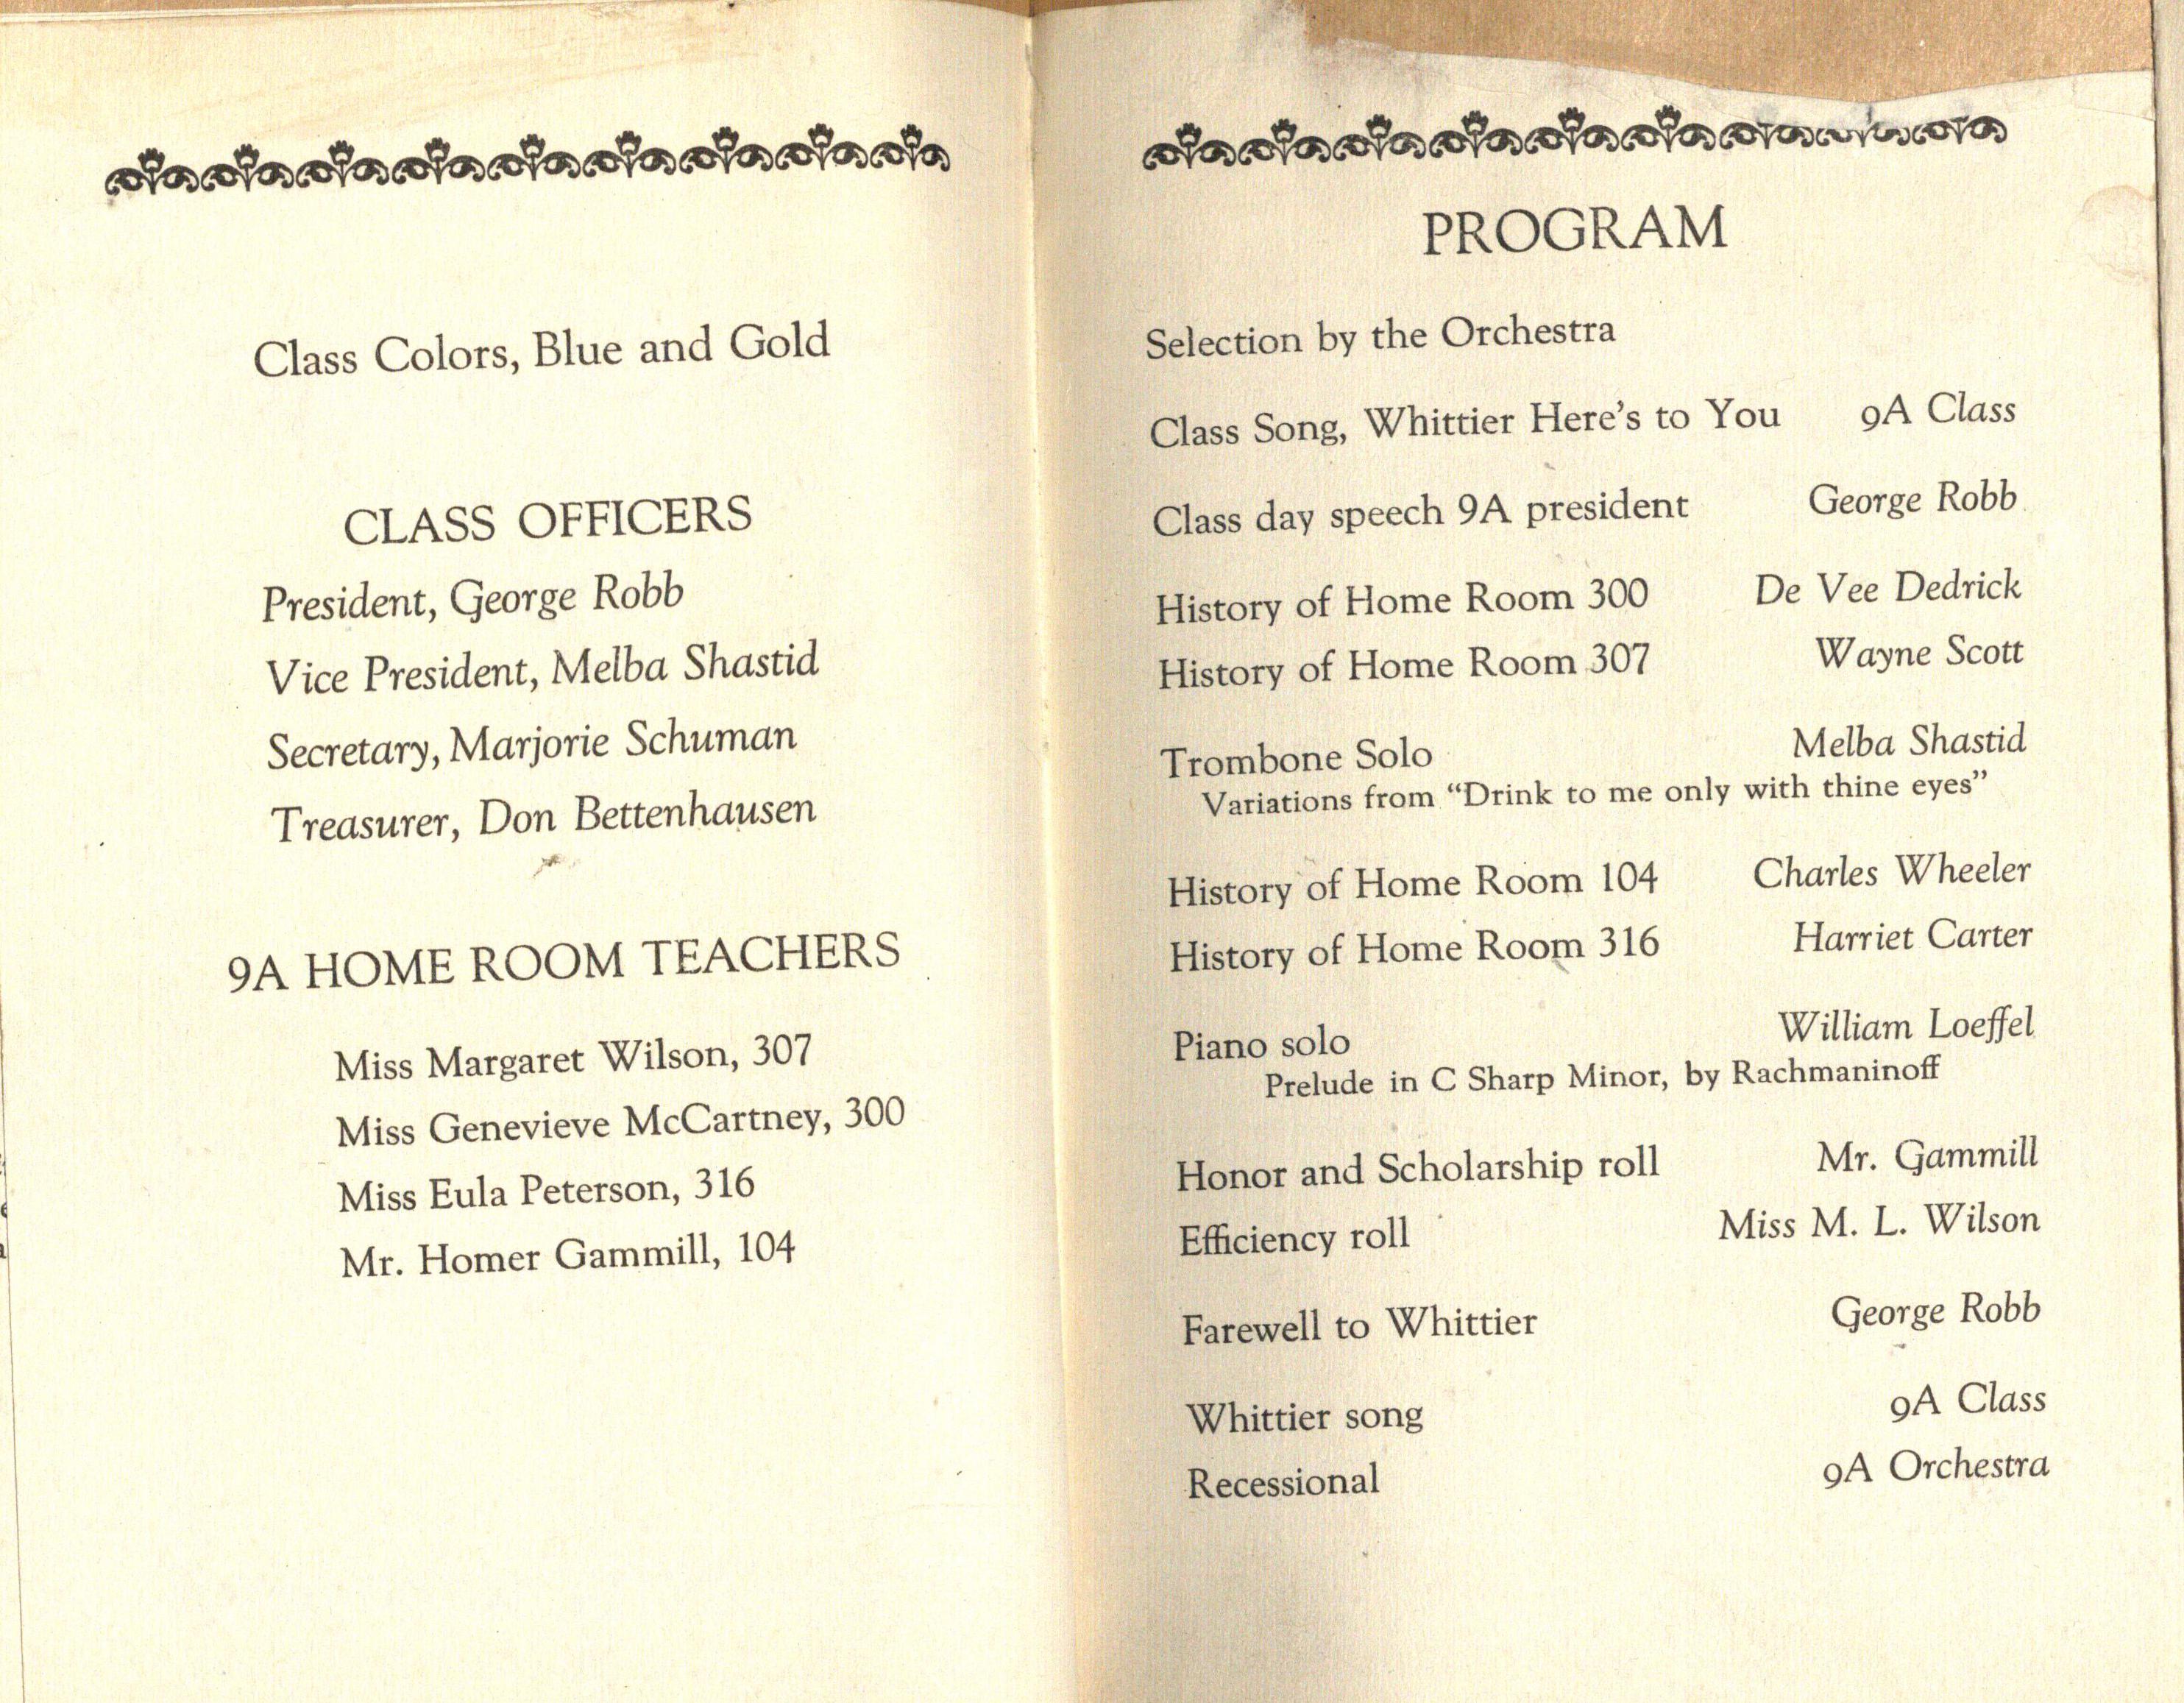 Class Colors, Blue and Gold
CLASS OFFICERS
President, George Robb
Vice President, Melba Shastid
Secretary, Marjorie Schuman
Treasurer, Don Bettenhausen
9A HOME ROOM TEACHERS
Miss Margaret Wilson, 307
Miss Genevieve McCartney, 300
Miss Eula Peterson, 316
Mr. Homer Gammill, 104
PROGRAM
Selection by the Orchestra
Class Song, Whittier Here's to You 9A Class
Class day speech 9A president George Robb
History of Home Room 300 De Vee Dedrick
History of Home Room 307 Wayne Scott
Trombone Solo Melba Shastid
Variations from “Drink to me only with thine eyes”
History of Home Room 104 Charles Wheeler
History of Home Room 316 Harriet Carter
Piano solo William Loeffel
Prelude in C Sharp Minor, by Rachmaninoff
Honor and Scholarship roll Mr. Gammill
Efficiency roll Miss M. L. Wilson
Farewell to Whittier George Robb
Whittier song 9A Class
Recessional 9A Orchestra